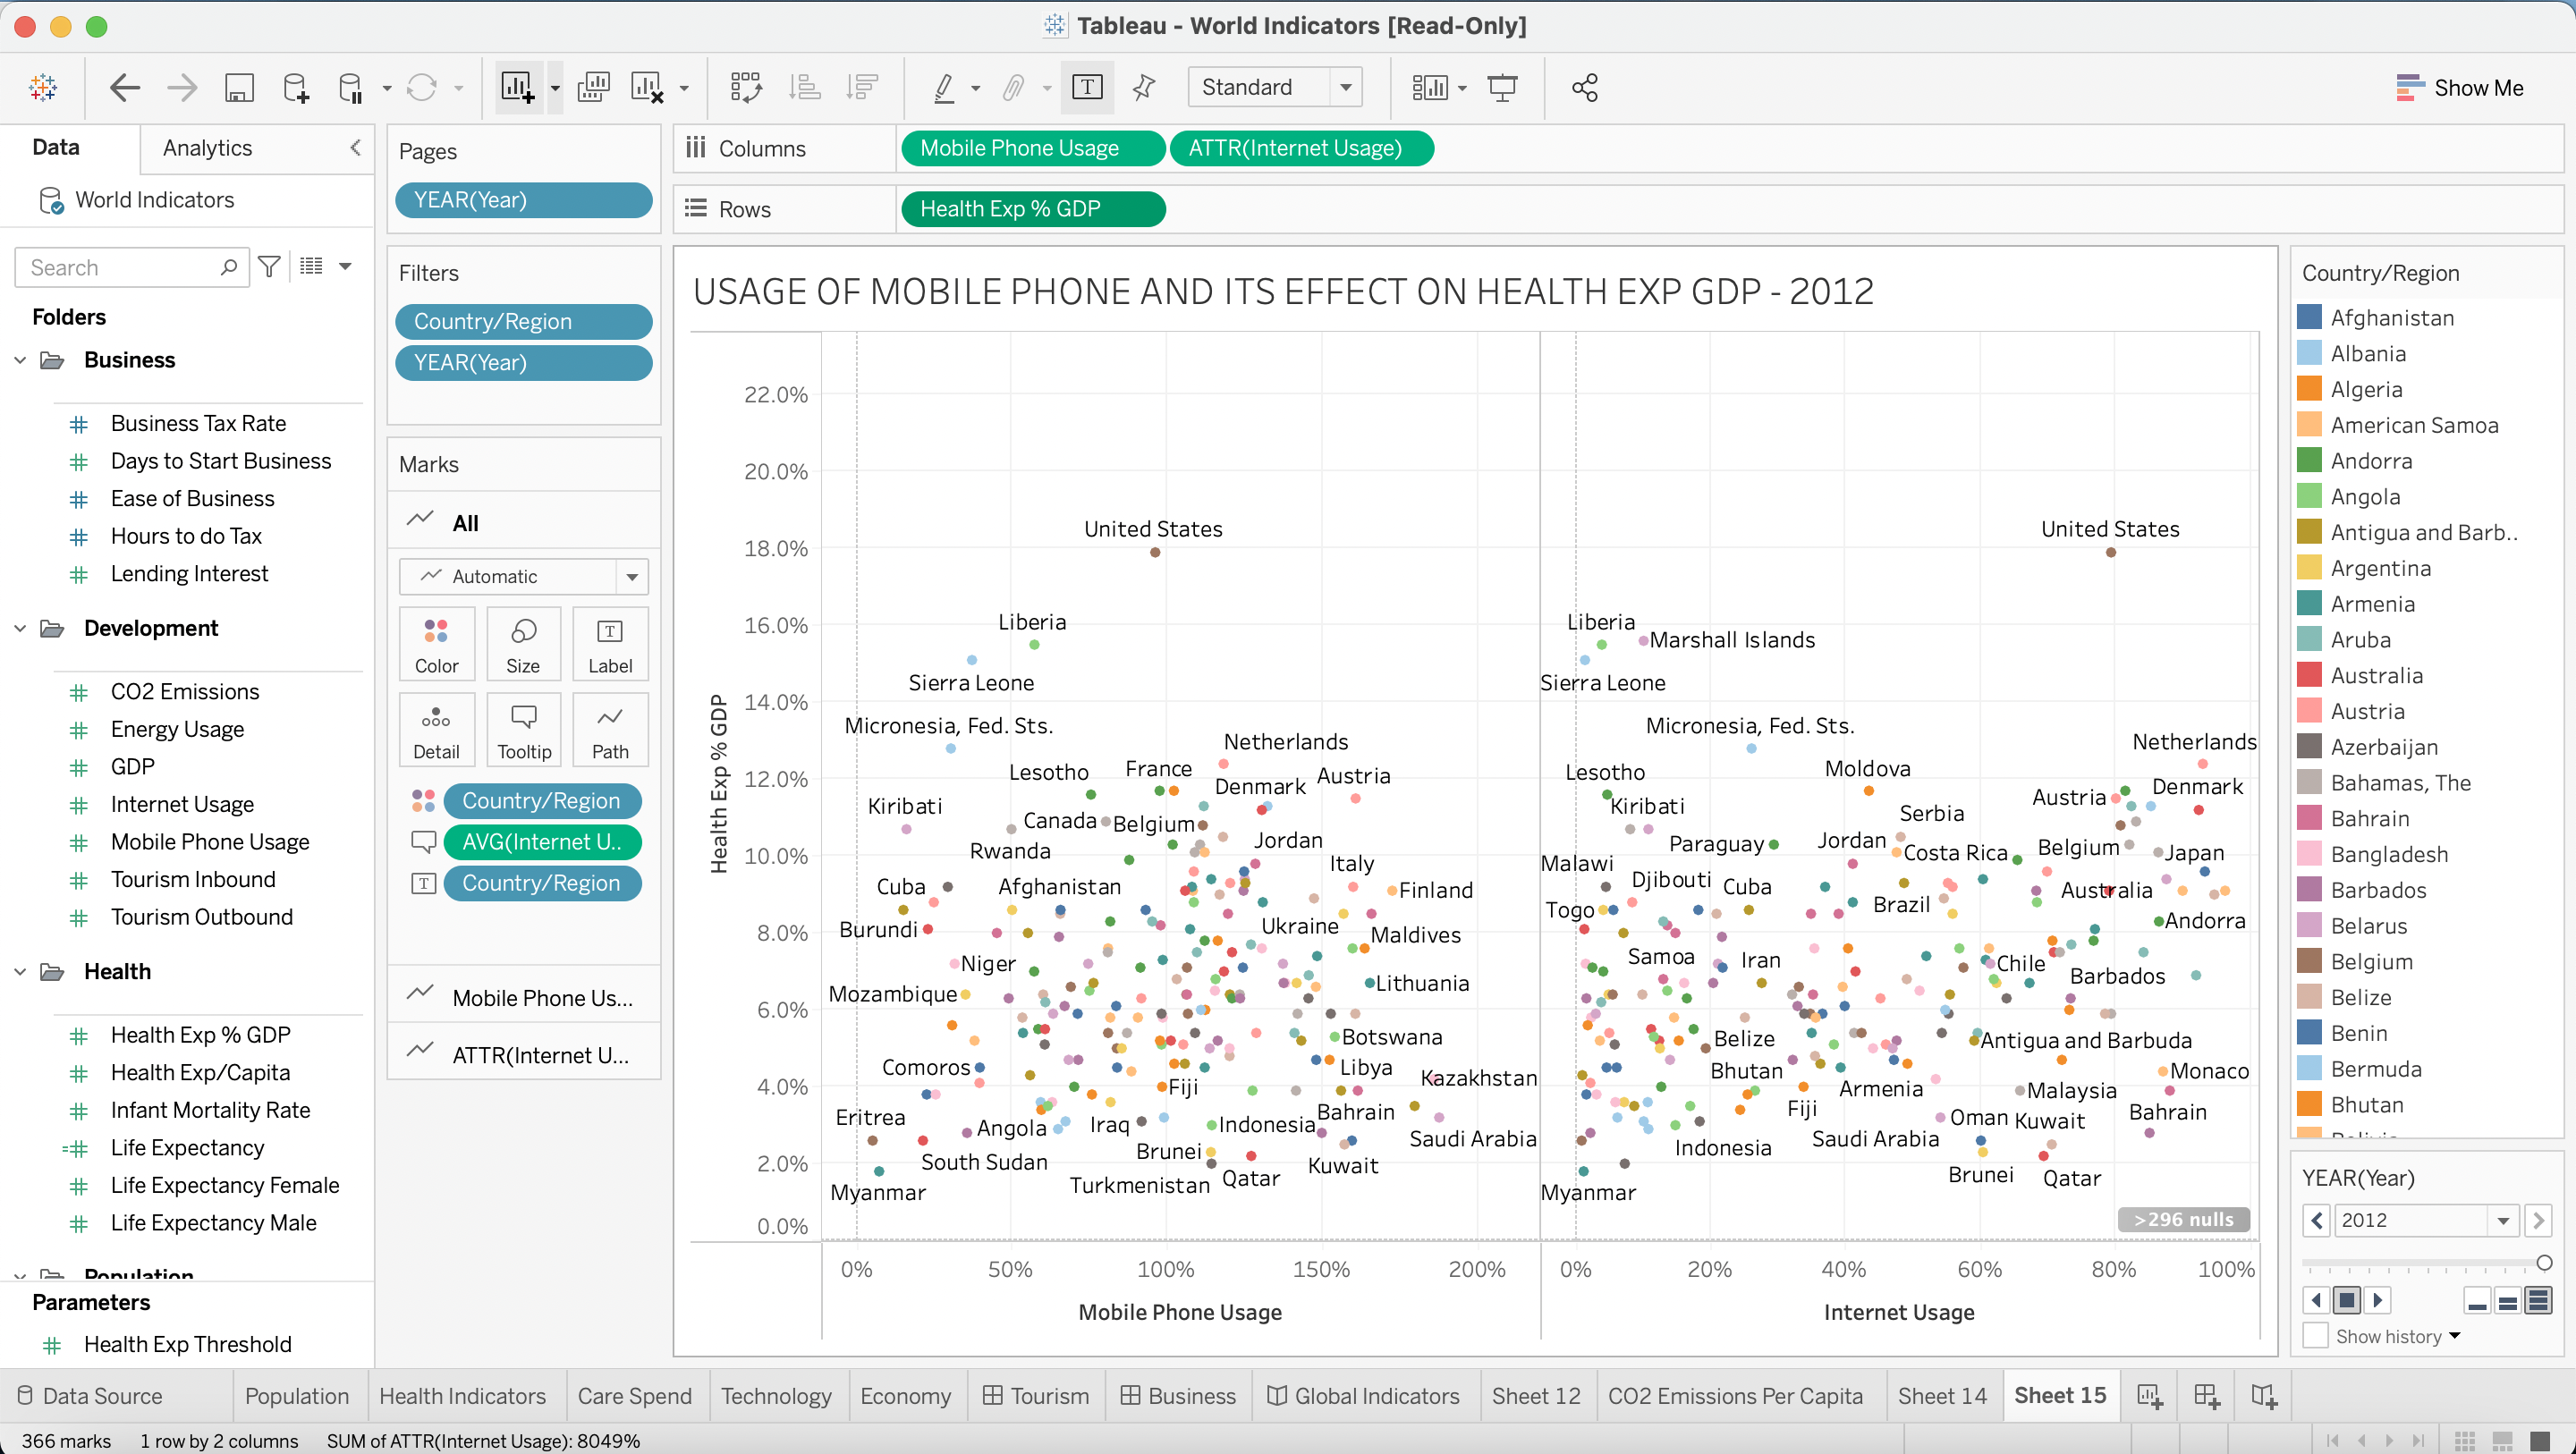 Tableau - World Indicators [Read-Only]
Standard
Show Me
Data
Analytics
World Indicators
Search
Folders
Business
Business Tax Rate
Days to Start Business
Ease of Business
Hours to do Tax
Lending Interest
Development
CO2 Emissions
Energy Usage
GDP
Internet Usage
Mobile Phone Usage
Tourism Inbound
Tourism Outbound
Health
Health Exp % GDP
Health Exp/Capita
Infant Mortality Rate
Life Expectancy
Life Expectancy Female
Life Expectancy Male
Population
Parameters
Health Exp Threshold
Pages
YEAR(Year)
Filters
Country/Region
YEAR(Year)
Marks
All
Automatic
Color
Size
Label
Detail
Tooltip
Path
Country/Region
AVG(Internet U..
Country/Region
Mobile Phone Us...
ATTR(Internet U...
Columns
Mobile Phone Usage
ATTR(Internet Usage)
Rows
Health Exp % GDP
USAGE OF MOBILE PHONE AND ITS EFFECT ON HEALTH EXP GDP - 2012
Health Exp % GDP
22.0%
20.0%
18.0%
16.0%
14.0%
12.0%
10.0%
8.0%
6.0%
4.0%
2.0%
0.0%
United States
Liberia
Sierra Leone
Micronesia, Fed. Sts.
Netherlands
Lesotho
France
Denmark
Austria
Kiribati
Canada
Belgium
Rwanda
Jordan
Italy
Cuba
Afghanistan
Finland
Burundi
Ukraine
Maldives
Niger
Mozambique
Lithuania
Botswana
Comoros
Libya
Fiji
Kazakhstan
Eritrea
Angola
Iraq
Indonesia
Bahrain
Saudi Arabia
South Sudan
Brunei
Kuwait
Myanmar
Turkmenistan
Qatar
0%
50%
100%
150%
200%
Mobile Phone Usage
United States
Liberia
Marshall Islands
Sierra Leone
Micronesia, Fed. Sts.
Netherlands
Lesotho
Moldova
Austria
Denmark
Kiribati
Serbia
Paraguay
Jordan
Costa Rica
Belgium
Japan
Malawi
Djibouti
Cuba
Australia
Togo
Brazil
Andorra
Samoa
Iran
Chile
Barbados
Belize
Antigua and Barbuda
Bhutan
Armenia
Monaco
Malaysia
Fiji
Oman
Kuwait
Bahrain
Indonesia
Saudi Arabia
Brunei
Qatar
Myanmar
>296 nulls
0%
20%
40%
60%
80%
100%
Internet Usage
Country/Region
Afghanistan
Albania
Algeria
American Samoa
Andorra
Angola
Antigua and Barb..
Argentina
Armenia
Aruba
Australia
Austria
Azerbaijan
Bahamas, The
Bahrain
Bangladesh
Barbados
Belarus
Belgium
Belize
Benin
Bermuda
Bhutan
YEAR(Year)
2012
Show history
Data Source
Population
Health Indicators
Care Spend
Technology
Economy
Tourism
Business
Global Indicators
Sheet 12
CO2 Emissions Per Capita
Sheet 14
Sheet 15
366 marks
1 row by 2 columns
SUM of ATTR(Internet Usage): 8049%